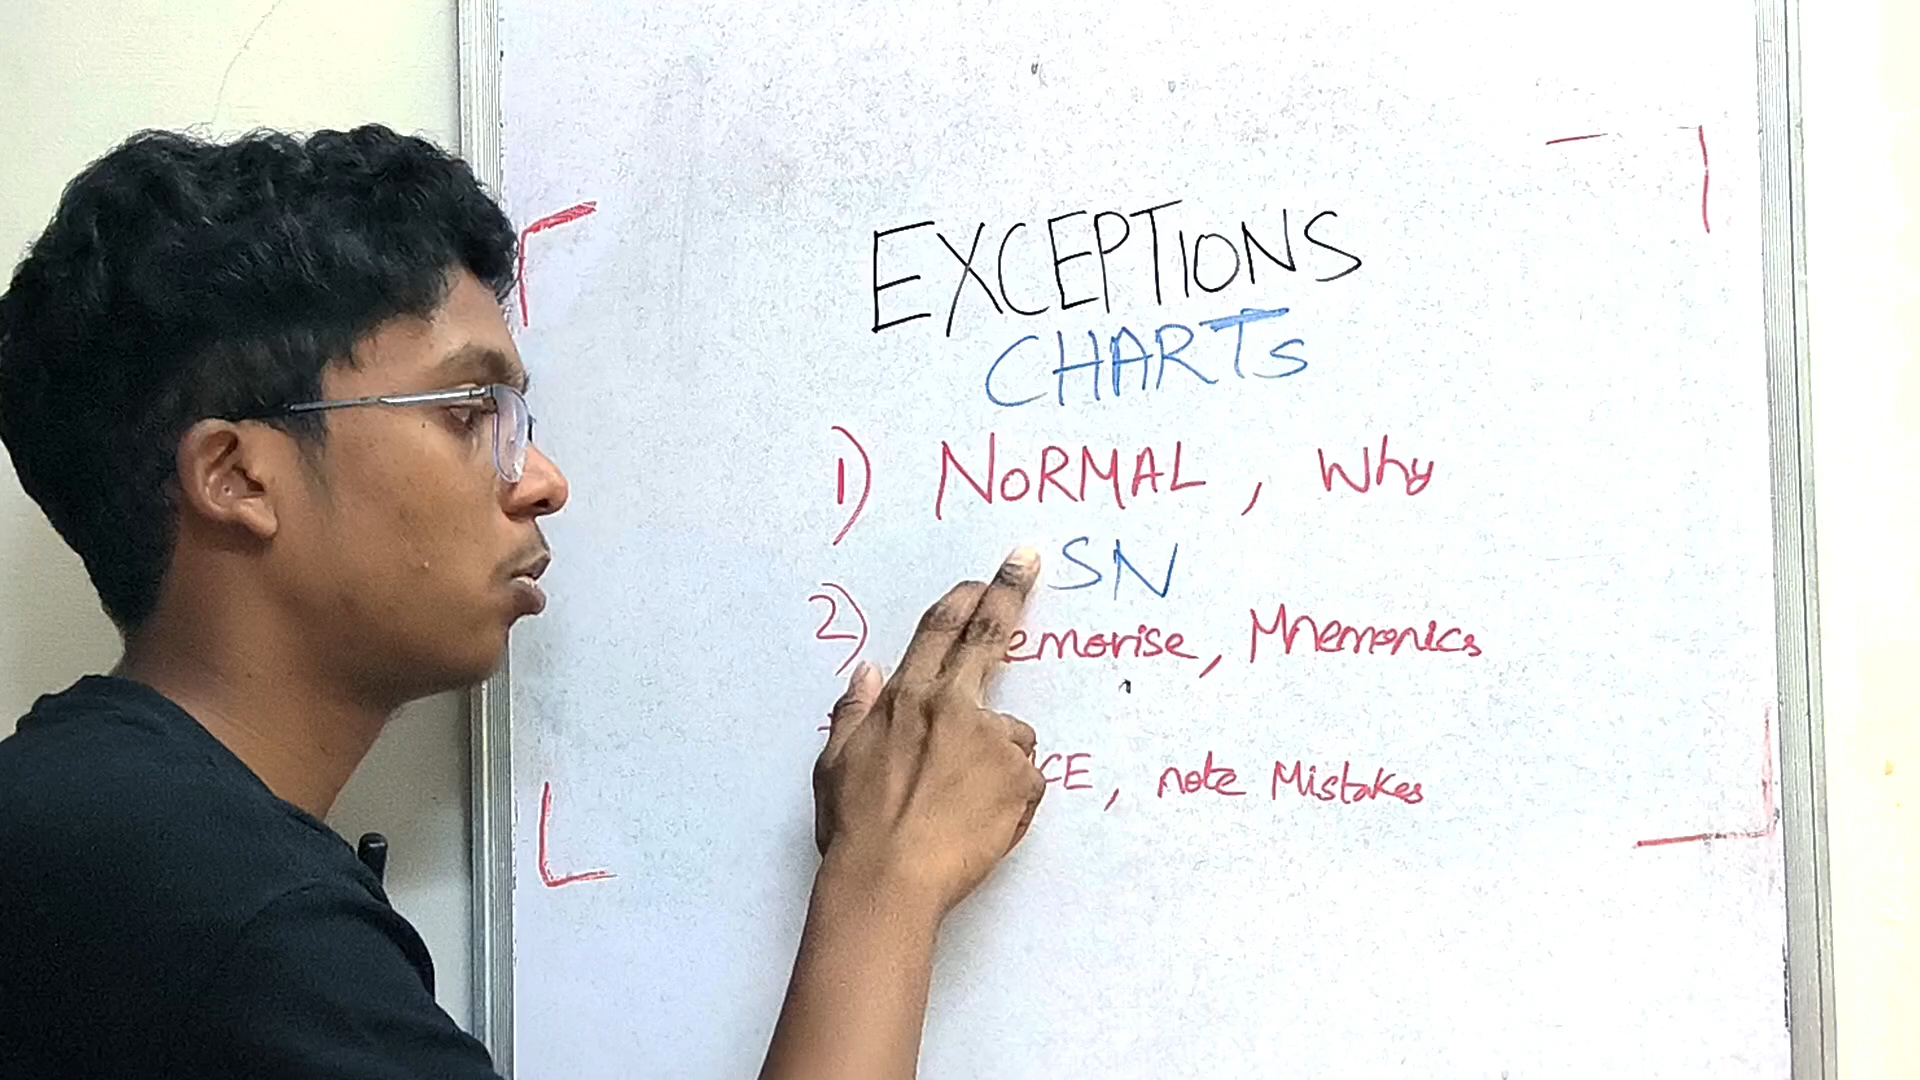 EXCEPTIONS
CHARTs
1) NoRMAL, Why
SN
2) emorise, Mnemonics
CE, note Mistakes